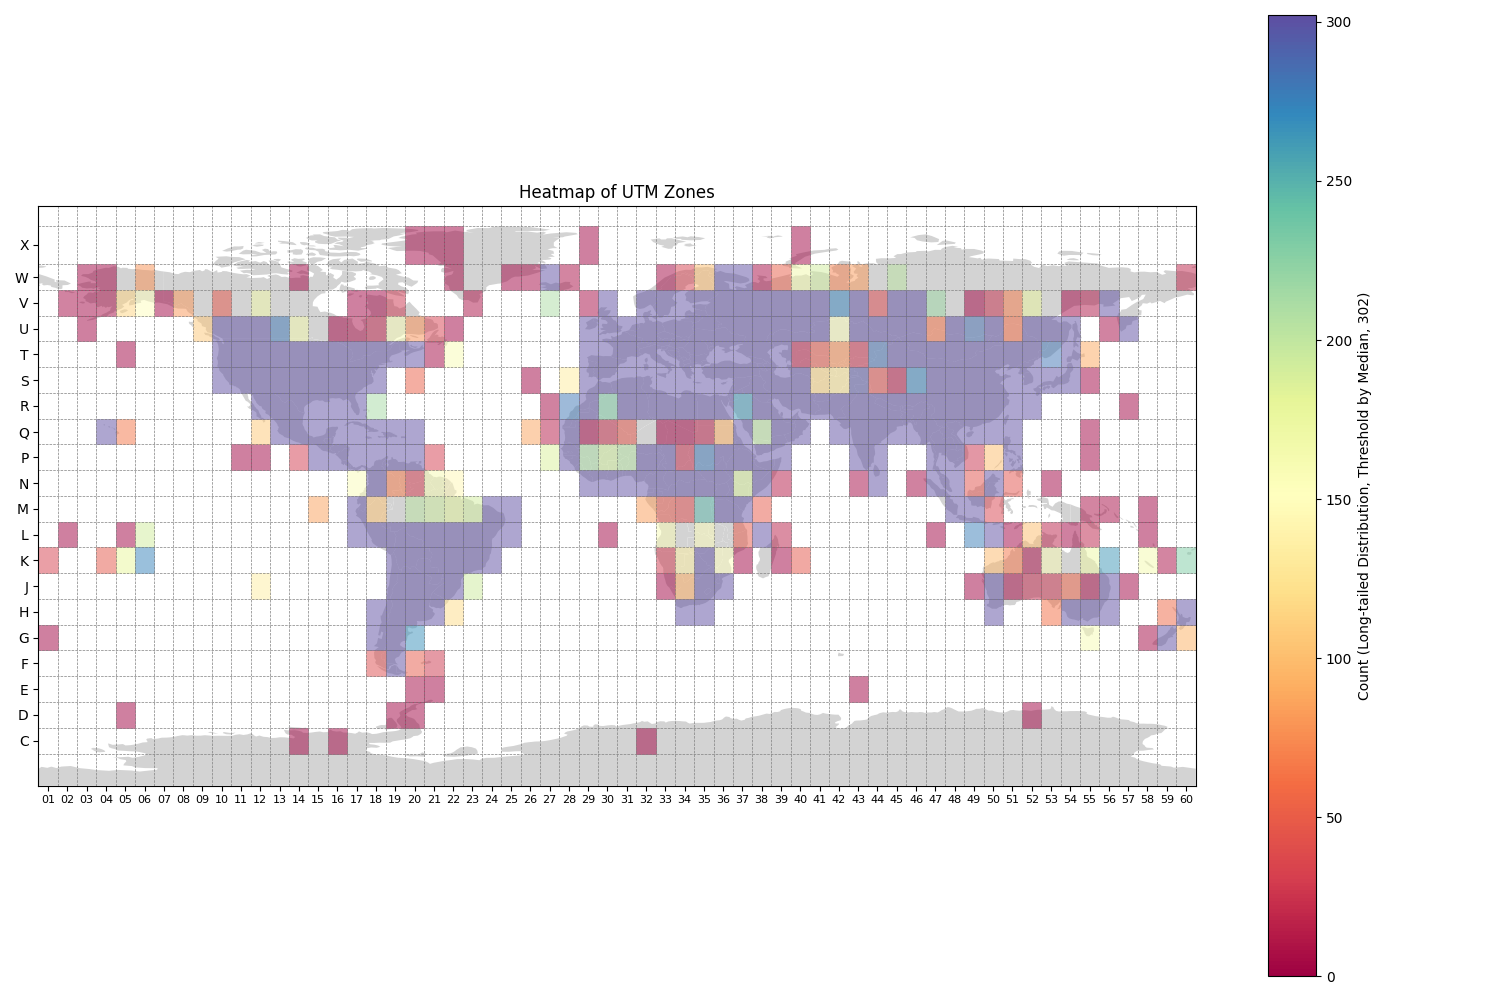 Heatmap of UTM Zones
X
W
V
U
T
S
R
Q
P
N
M
L
K
J
H
G
F
E
D
C
01 02 03 04 05 06 07 08 09 10 11 12 13 14 15 16 17 18 19 20 21 22 23 24 25 26 27 28 29 30 31 32 33 34 35 36 37 38 39 40 41 42 43 44 45 46 47 48 49 50 51 52 53 54 55 56 57 58 59 60
300
250
200
150
100
50
0
Count (Long-tailed Distribution, Threshold by Median, 302)